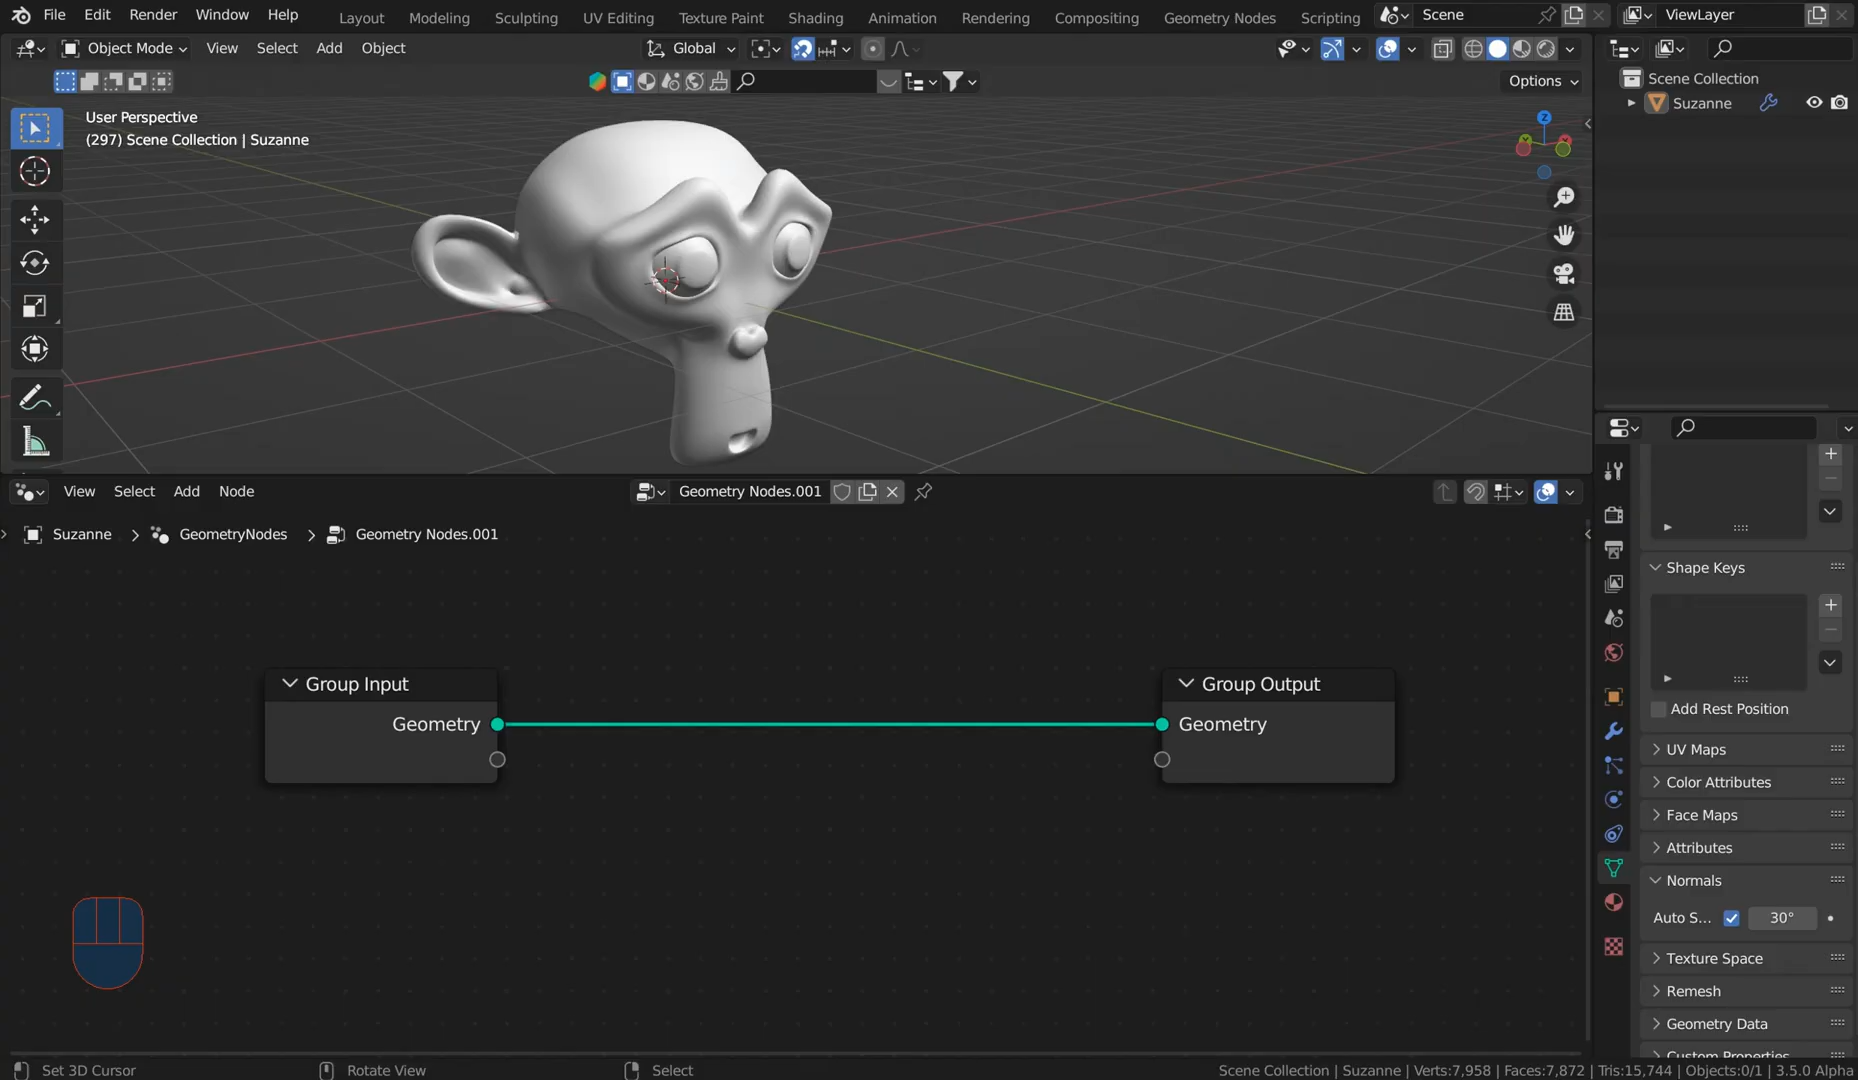 File Edit Render Window Help Layout Modeling Sculpting UV Editing Texture Paint Shading Animation Rendering Compositing Geometry Nodes Scripting Scene ViewLayer
Object Mode View Select Add Object Global
Options
Scene Collection
Suzanne
User Perspective
(297) Scene Collection | Suzanne
Z
View Select Add Node Geometry Nodes.001
Suzanne > GeometryNodes > Geometry Nodes.001
Group Input
Geometry
Group Output
Geometry
Shape Keys
Add Rest Position
UV Maps
Color Attributes
Face Maps
Attributes
Normals
Auto S... 30°
Texture Space
Remesh
Geometry Data
Custom Properties
Set 3D Cursor Rotate View Select Scene Collection | Suzanne | Verts:7,958 | Faces:7,872 | Tris:15,744 | Objects:0/1 | 3.5.0 Alpha